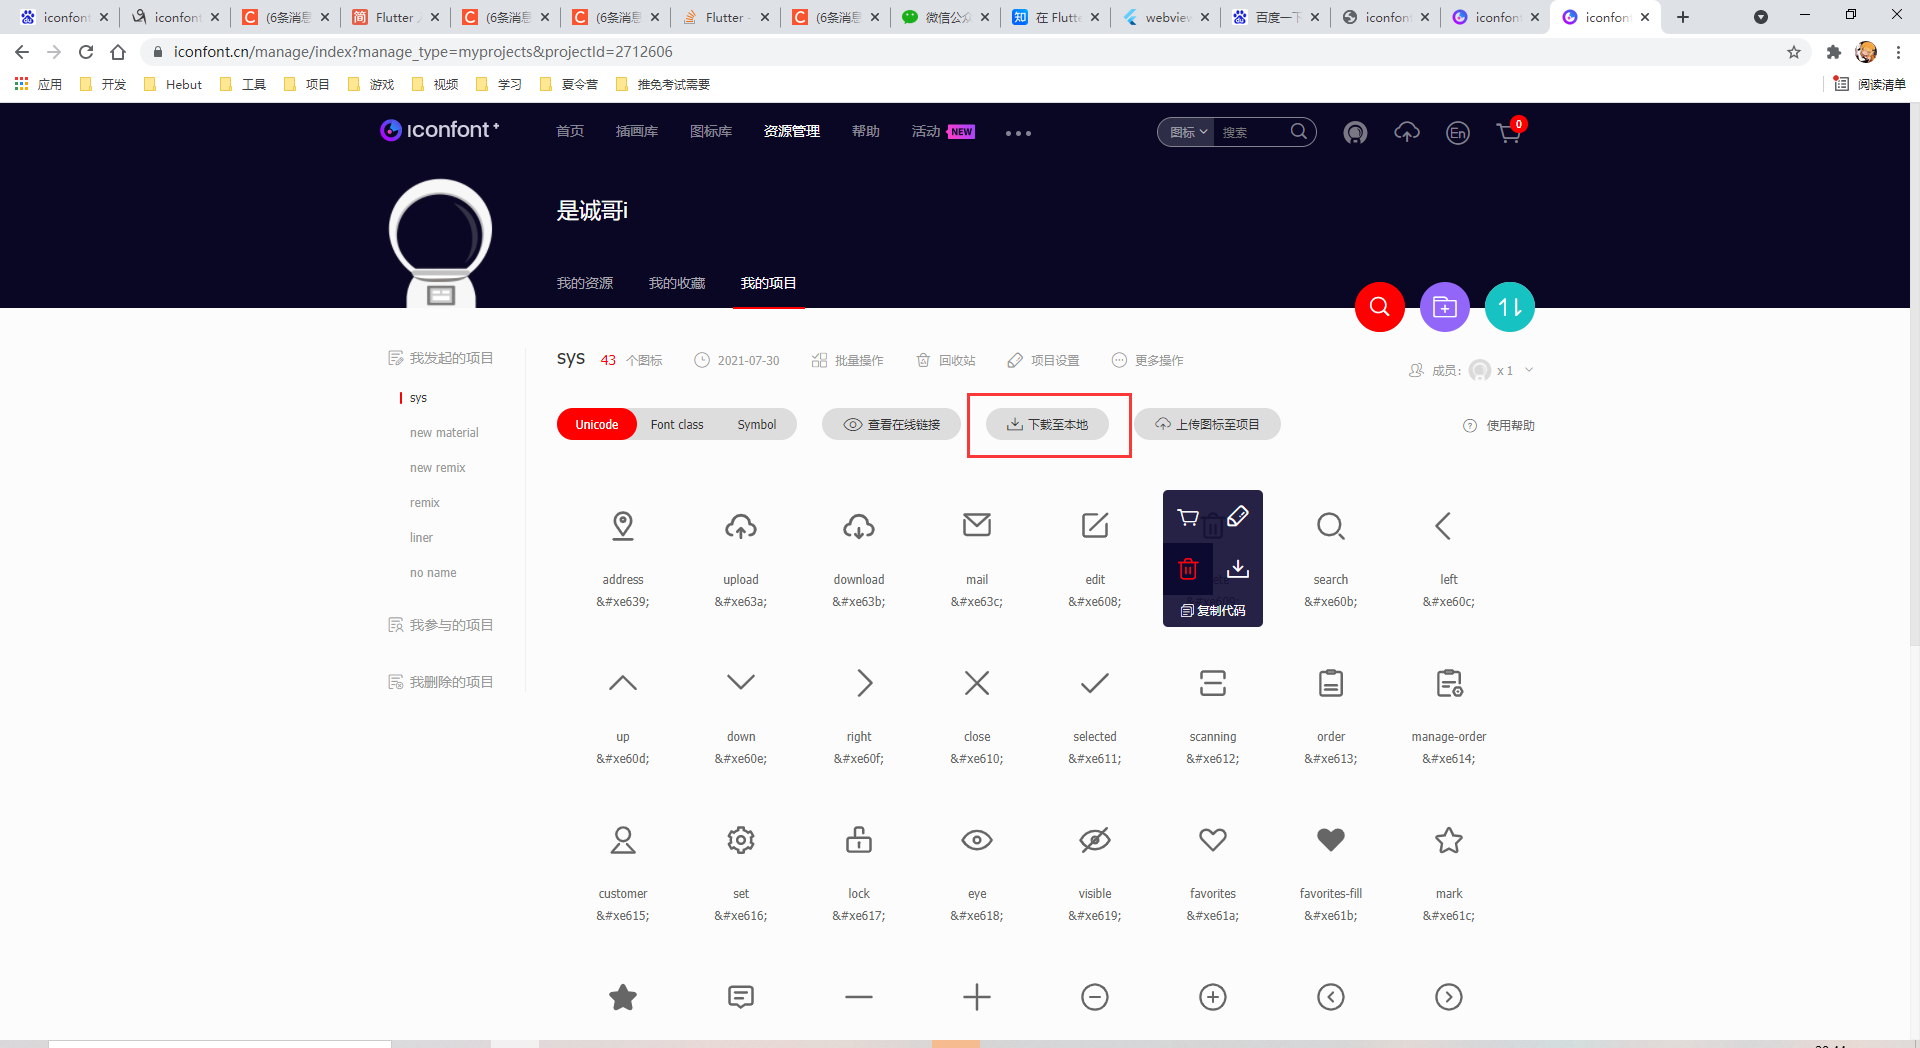 iconfont
iconfont
(6条消息
Flutter
(6条消息
(6条消息
Flutter
(6条消息
微信公众
在 Flutte
webview
百度一下
iconfont
iconfont
iconfont
iconfont.cn/manage/index?manage_type=myprojects&projectId=2712606
应用 开发 Hebut 工具 项目 游戏 视频 学习 夏令营 推免考试需要 阅读清单
iconfont+ 首页 插画库 图标库 资源管理 帮助 活动 NEW 图标 搜索 En 0
是诚哥i
我的资源 我的收藏 我的项目
我发起的项目
sys
new material
new remix
remix
liner
no name
我参与的项目
我删除的项目
sys 43 个图标 2021-07-30 批量操作 回收站 项目设置 更多操作 成员: x 1
Unicode Font class Symbol 查看在线链接 下载至本地 上传图标至项目 使用帮助
address upload download mail edit search left
&#xe639; &#xe63a; &#xe63b; &#xe63c; &#xe608; &#xe60b; &#xe60c;
复制代码
up down right close selected scanning order manage-order
&#xe60d; &#xe60e; &#xe60f; &#xe610; &#xe611; &#xe612; &#xe613; &#xe614;
customer set lock eye visible favorites favorites-fill mark
&#xe615; &#xe616; &#xe617; &#xe618; &#xe619; &#xe61a; &#xe61b; &#xe61c;